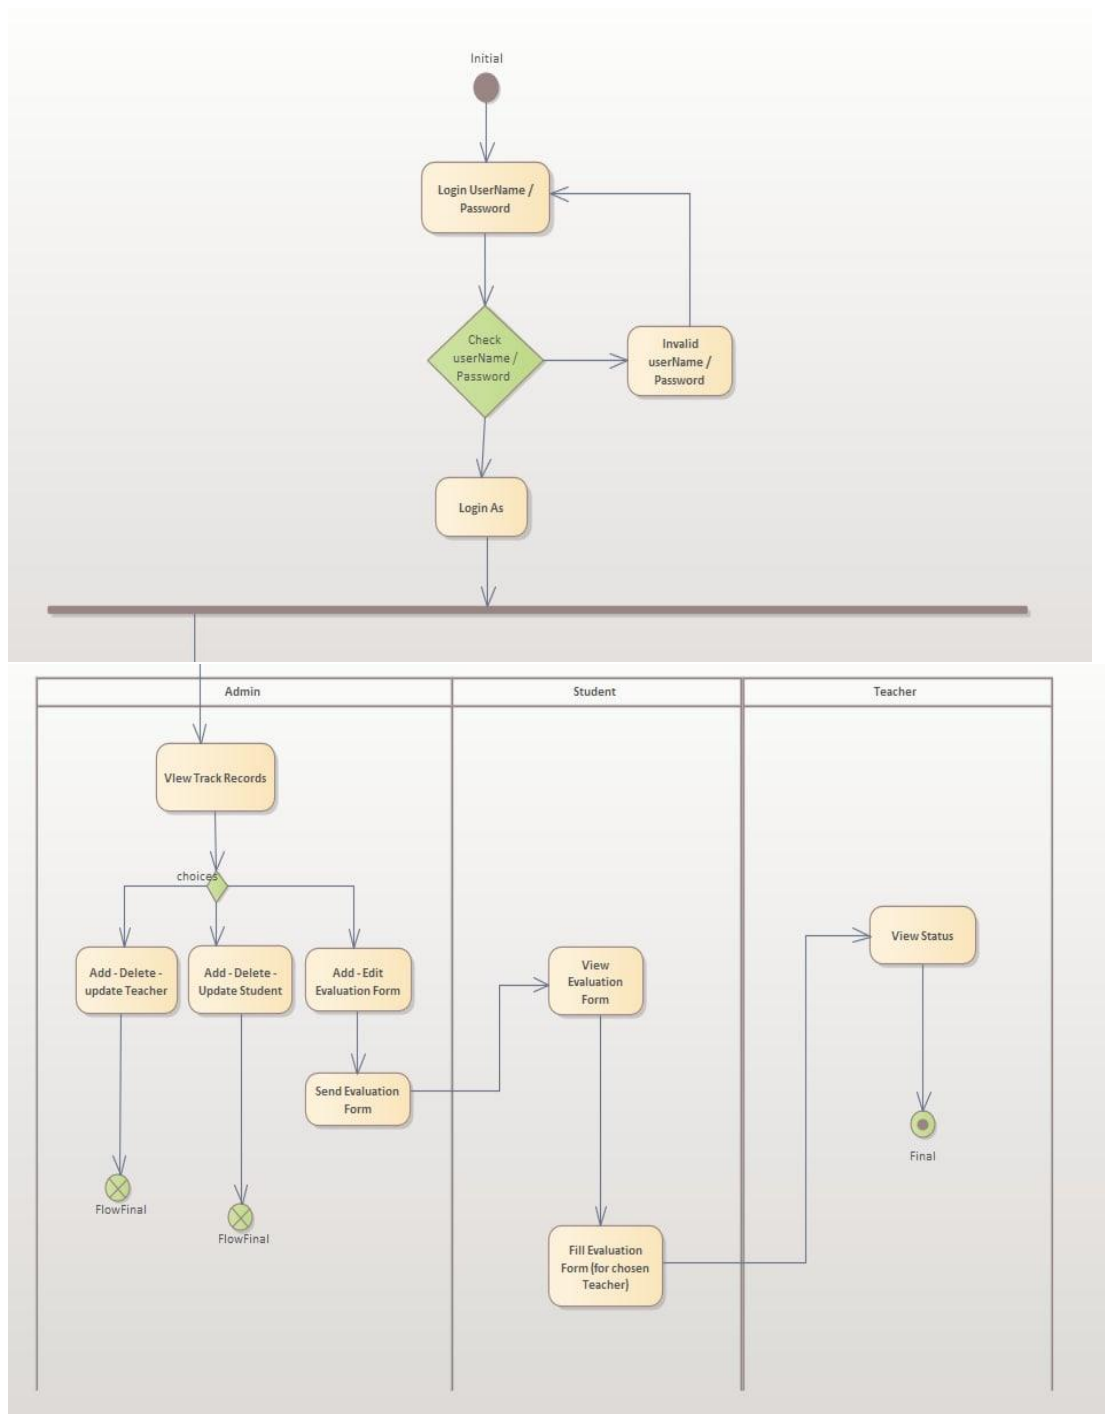 Initial
Login UserName /
Password
Check
userName /
Password
Invalid
userName /
Password
Login As
Admin
Student
Teacher
VIew Track Records
choices
Add - Delete -
update Teacher
Add - Delete -
Update Student
Add - Edit
Evaluation Form
View
Evaluation
Form
View Status
Send Evaluation
Form
Final
FlowFinal
FlowFinal
Fill Evaluation
Form (for chosen
Teacher)